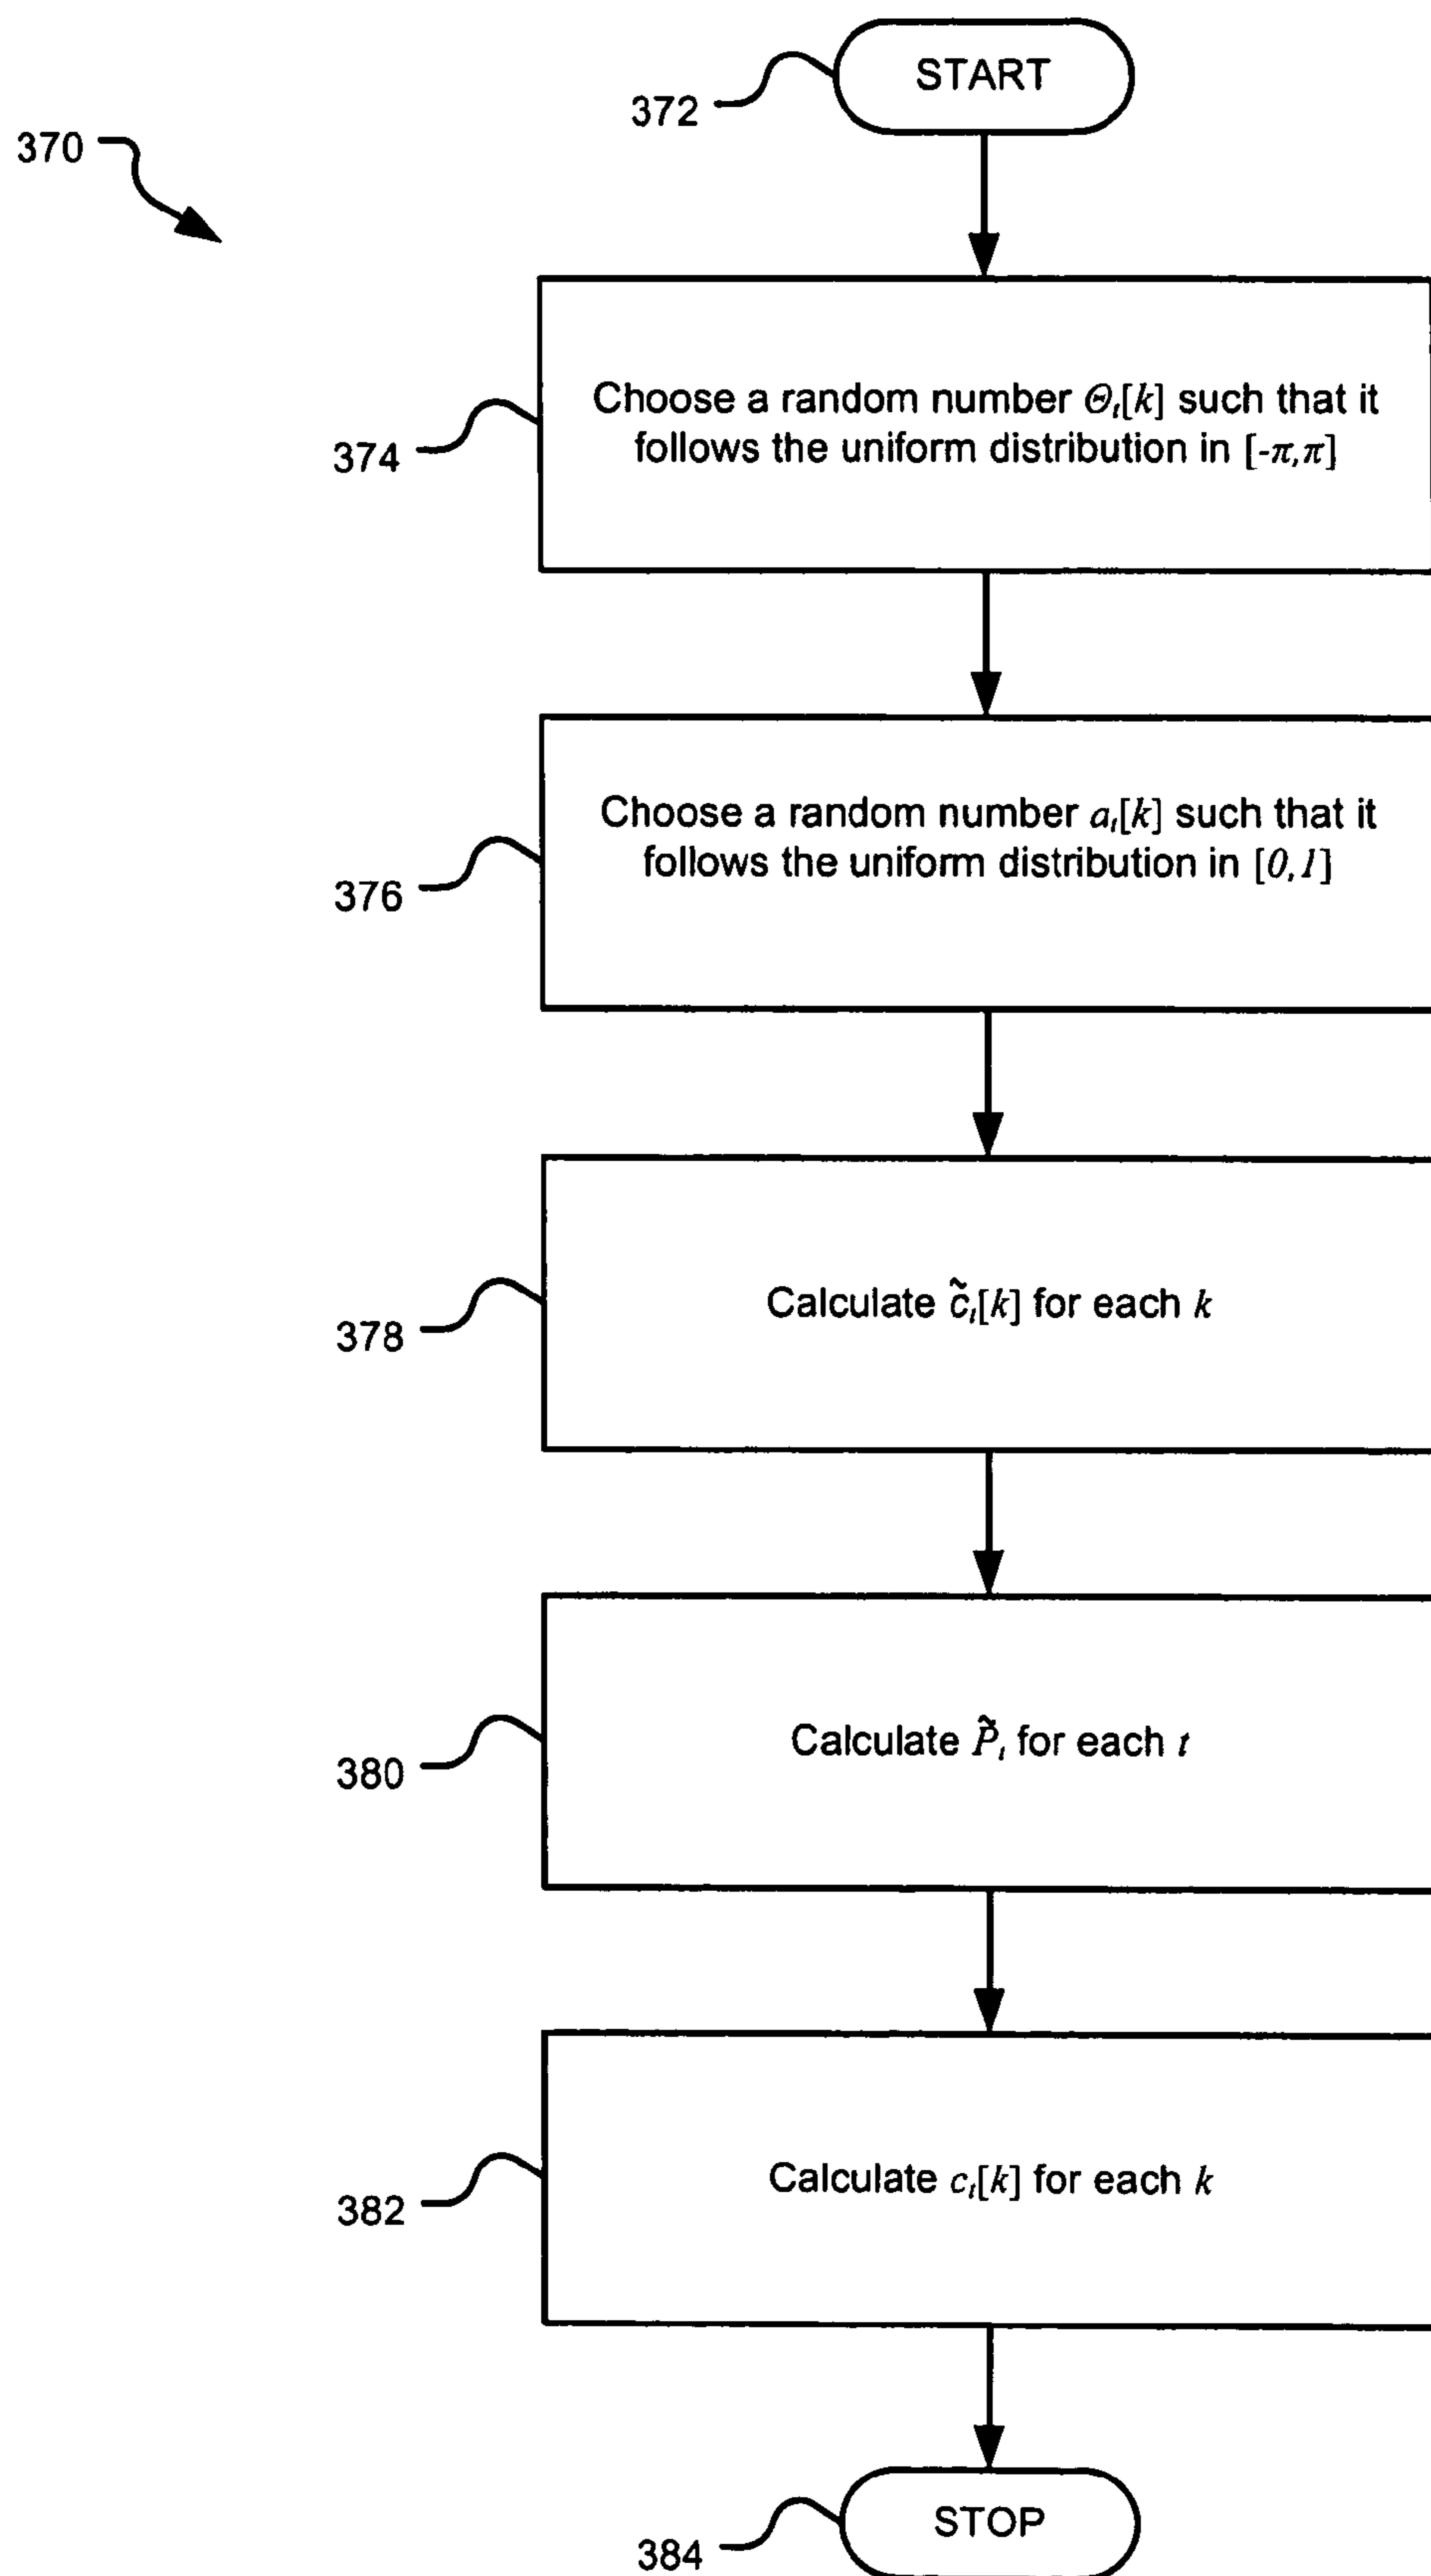 START
372
370
Choose a random number Θₜ[k] such that it
follows the uniform distribution in [-π,π]
374
Choose a random number aₜ[k] such that it
follows the uniform distribution in [0,1]
376
Calculate c̃ₜ[k] for each k
378
Calculate P̃ₜ for each t
380
Calculate cₜ[k] for each k
382
STOP
384